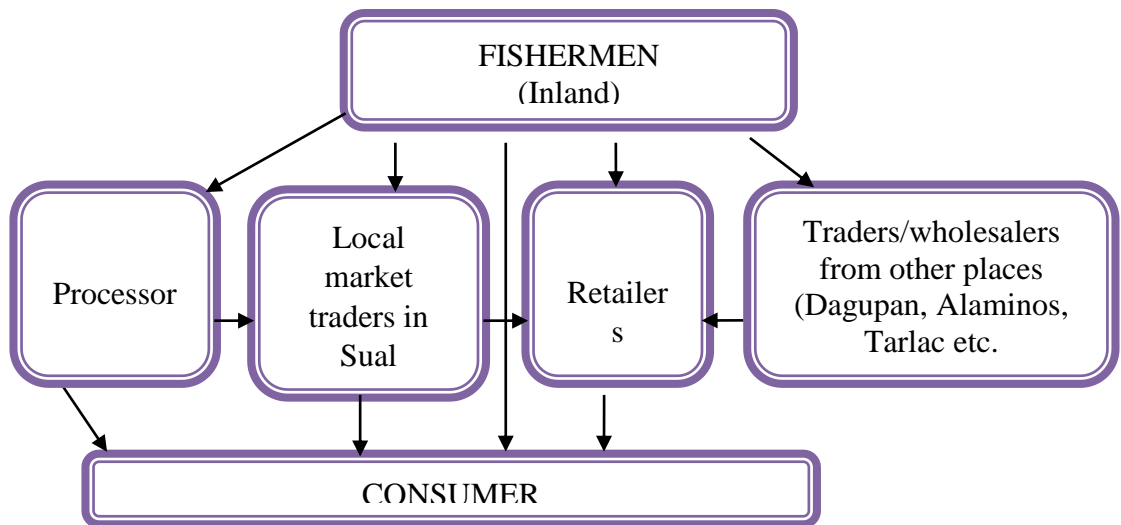 FISHERMEN
(Inland)
Processor
Local
market
traders in
Sual
Retailer
s
Traders/wholesalers
from other places
(Dagupan, Alaminos,
Tarlac etc.
CONSUMER